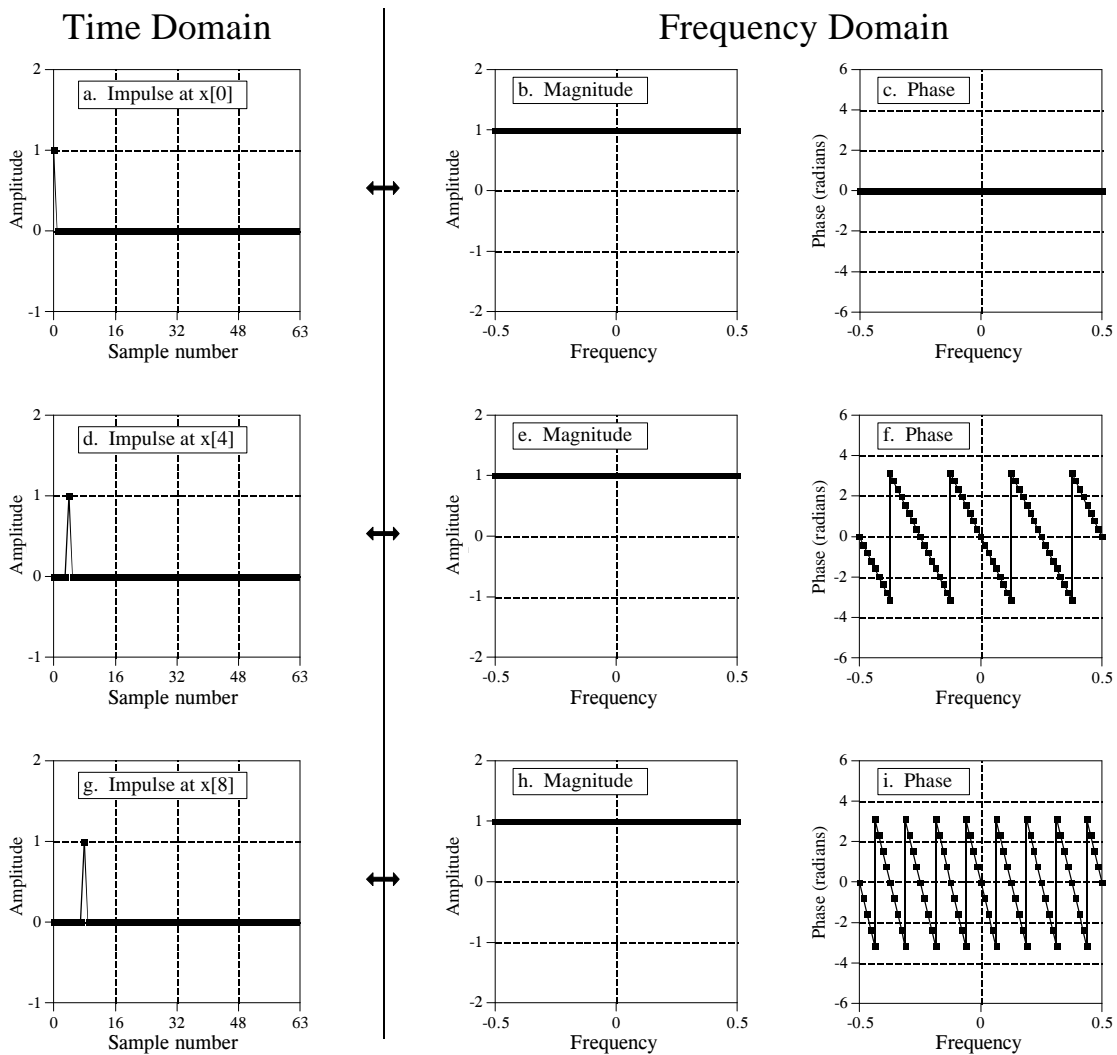 Time Domain
Frequency Domain
a. Impulse at x[0]
Amplitude
2
1
0
-1
0 16 32 48 63
Sample number
b. Magnitude
Amplitude
2
1
0
-1
-2
-0.5 0 0.5
Frequency
c. Phase
Phase (radians)
6
4
2
0
-2
-4
-6
-0.5 0 0.5
Frequency
d. Impulse at x[4]
Amplitude
2
1
0
-1
0 16 32 48 63
Sample number
e. Magnitude
Amplitude
2
1
0
-1
-2
-0.5 0 0.5
Frequency
f. Phase
Phase (radians)
6
4
2
0
-2
-4
-6
-0.5 0 0.5
Frequency
g. Impulse at x[8]
Amplitude
2
1
0
-1
0 16 32 48 63
Sample number
h. Magnitude
Amplitude
2
1
0
-1
-2
-0.5 0 0.5
Frequency
i. Phase
Phase (radians)
6
4
2
0
-2
-4
-6
-0.5 0 0.5
Frequency